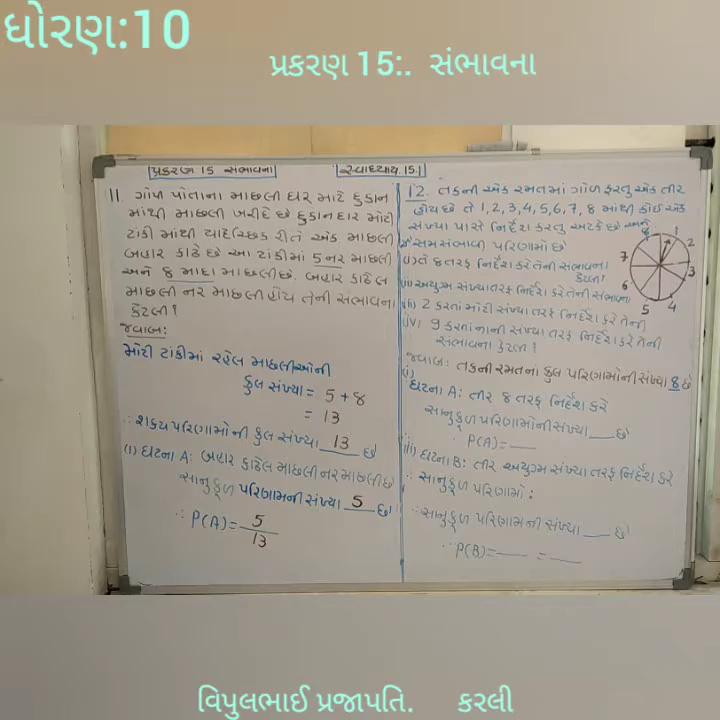 ધોરણ:10
પ્રકરણ 15:. સંભાવના
પ્રકરણ 15 સંભાવના
સ્વાધ્યાય 15.1
11. ગોપી પોતાના માછલી ઘર માટે દુકાન
માંથી માછલી ખરીદે છે દુકાનદાર મોટી
ટાંકી માંથી યાદચ્છિક રીતે એક માછલી
બહાર કાઢે છે આ ટાંકીમાં 5 નર માછલી
અને 8 માદા માછલી છે. બહાર કાઢેલ
માછલી નર માછલી હોય તેની સંભાવના
કેટલી?
જવાબ:
મોટી ટાંકીમાં રહેલ માછલીઓની
કુલ સંખ્યા = 5 + 8
= 13
∴ શક્ય પરિણામોની કુલ સંખ્યા 13 છે
(i) ઘટના A: બહાર કાઢેલ માછલી નર માછલી છે
સાનુકૂળ પરિણામની સંખ્યા 5 છે
∴ P(A) = 5
13
12. તકની એક રમતમાં ગોળ ફરતુ એક તીર
હોય છે તે 1, 2, 3, 4, 5, 6, 7, 8 માંથી કોઈ એક
સંખ્યા પાસે નિર્દેશ કરતુ અટકે છે અને
સમસંભાવી પરિણામો છે
(i) તે 8 તરફ નિર્દેશ કરે તેની સંભાવના
કેટલી?
(ii) અયુગ્મ સંખ્યા તરફ નિર્દેશ કરે તેની સંભાવના
(iii) 2 કરતાં મોટી સંખ્યા તરફ નિર્દેશ કરે તેની
(iv) 9 કરતાં નાની સંખ્યા તરફ નિર્દેશ કરે તેની
સંભાવના કેટલી?
8 1
7 2
6 3
5 4
જવાબ: તકની રમતના કુલ પરિણામોની સંખ્યા 8 છે
(i)
ઘટના A: તીર 8 તરફ નિર્દેશ કરે
સાનુકૂળ પરિણામોની સંખ્યા ___ છે
∴ P(A) = ___
ઘટના B: તીર અયુગ્મ સંખ્યા તરફ નિર્દેશ કરે
∴ સાનુકૂળ પરિણામો:
∴ સાનુકૂળ પરિણામની સંખ્યા ___ છે
∴ P(B) = ___ = ___
વિપુલભાઈ પ્રજાપતિ. કરલી